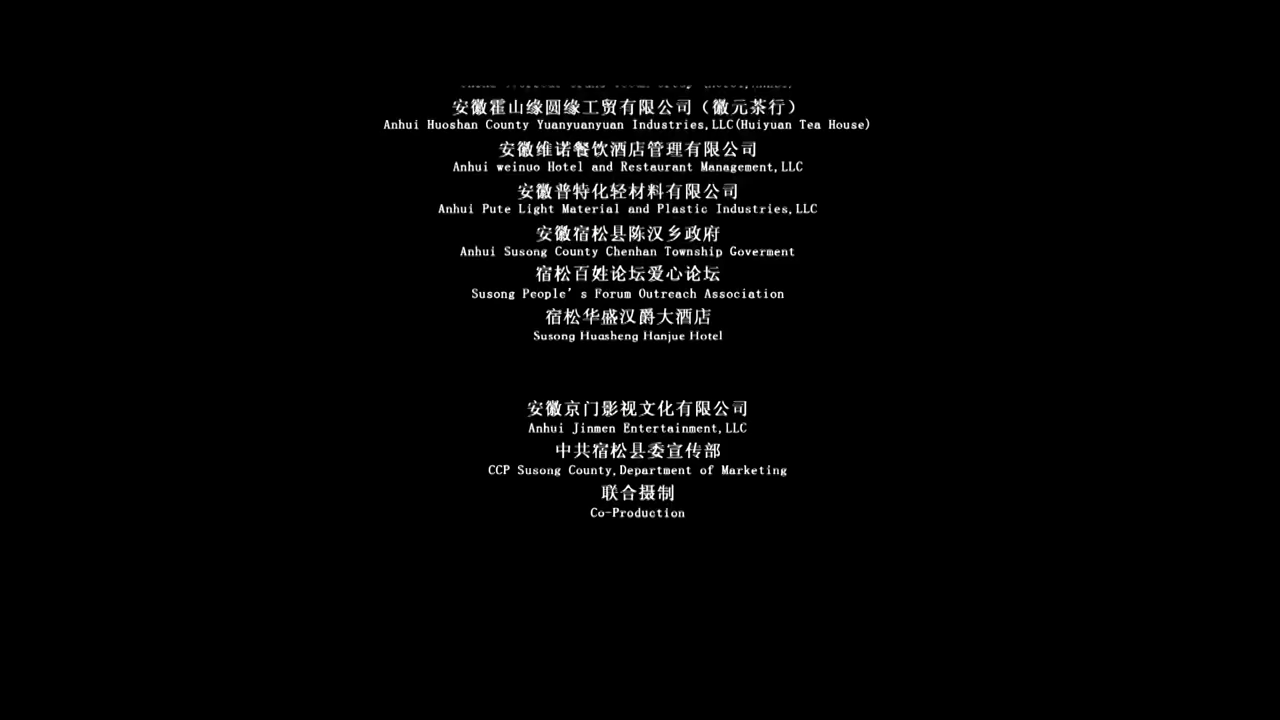 安徽霍山缘圆缘工贸有限公司（徽元茶行）
Anhui Huoshan County Yuanyuanyuan Industries,LLC(Huiyuan Tea House)
安徽维诺餐饮酒店管理有限公司
Anhui weinuo Hotel and Restaurant Management,LLC
安徽普特化轻材料有限公司
Anhui Pute Light Material and Plastic Industries,LLC
安徽宿松县陈汉乡政府
Anhui Susong County Chenhan Township Goverment
宿松百姓论坛爱心论坛
Susong People’s Forum Outreach Association
宿松华盛汉爵大酒店
Susong Huasheng Hanjue Hotel
安徽京门影视文化有限公司
Anhui Jinmen Entertainment,LLC
中共宿松县委宣传部
CCP Susong County,Department of Marketing
联合摄制
Co-Production